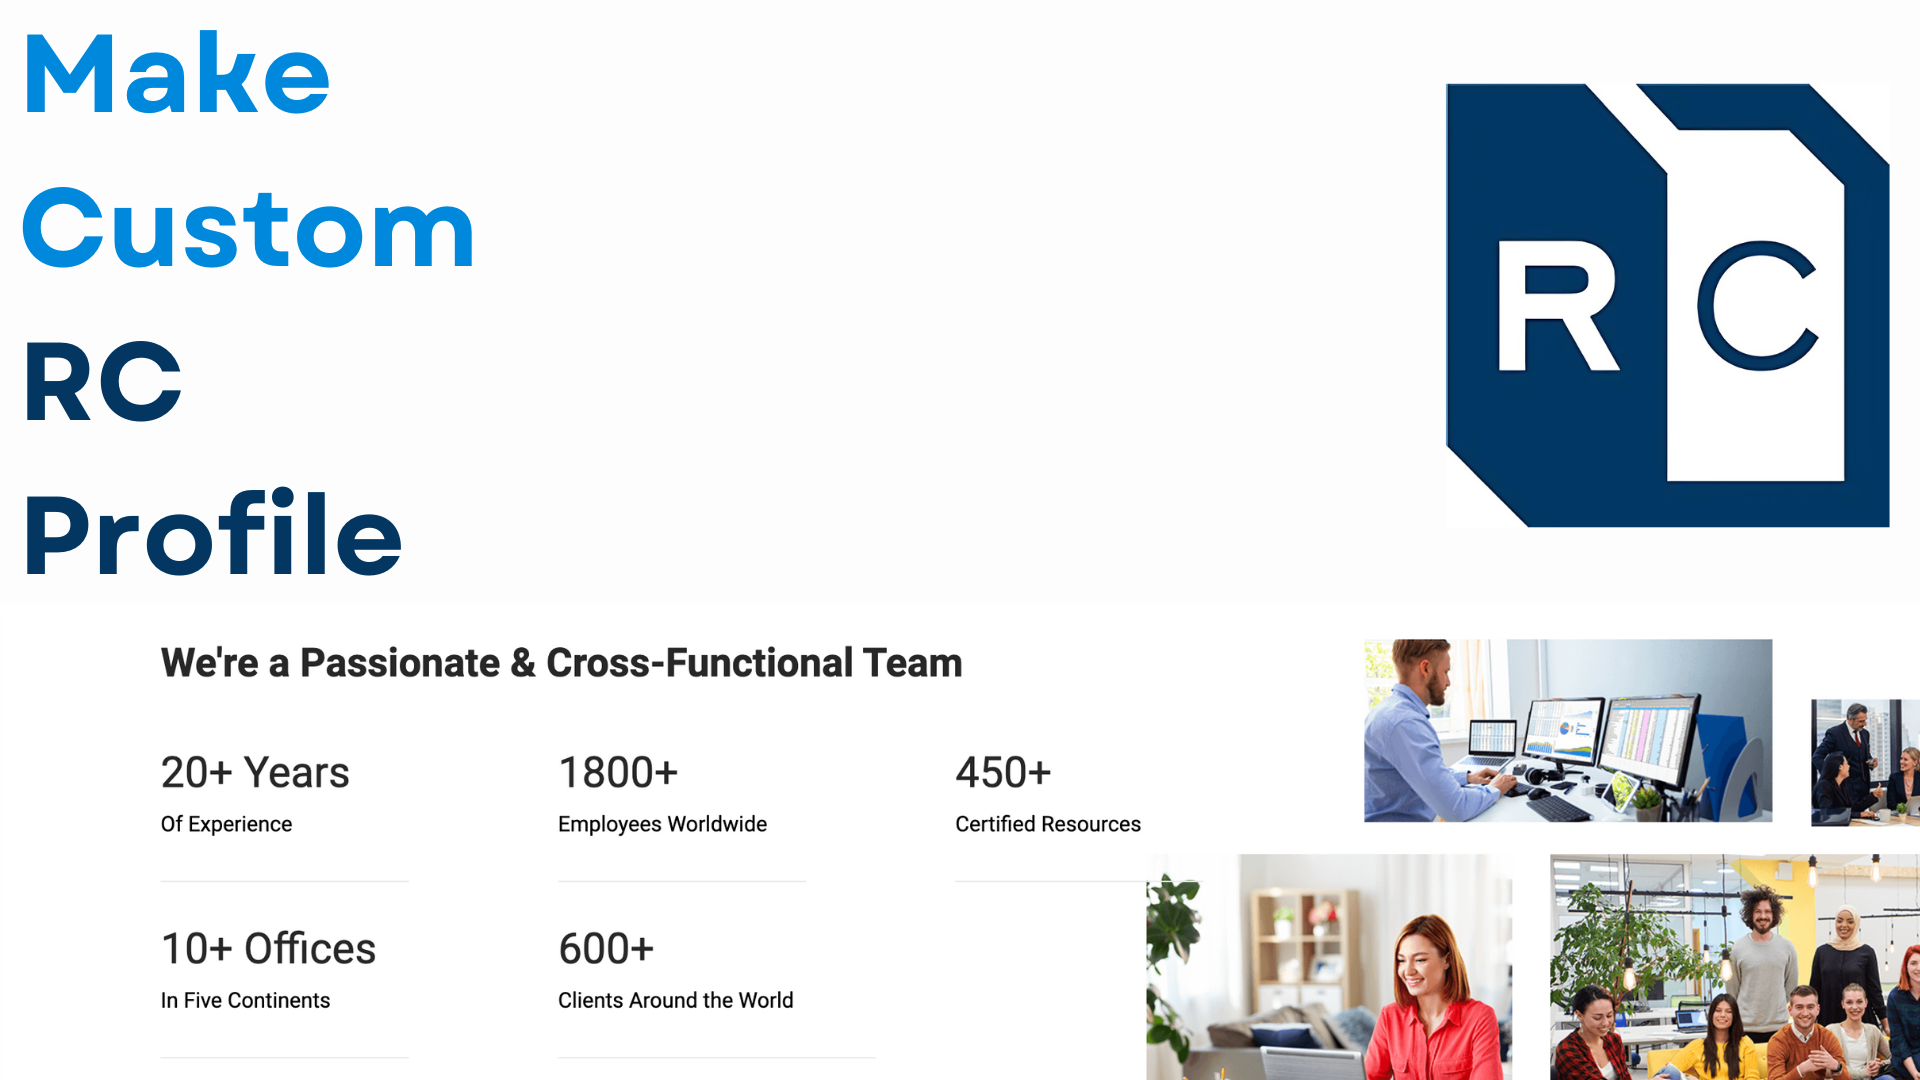 Make
Custom
RC
Profile
R C
We're a Passionate & Cross-Functional Team
20+ Years
Of Experience
1800+
Employees Worldwide
450+
Certified Resources
10+ Offices
In Five Continents
600+
Clients Around the World